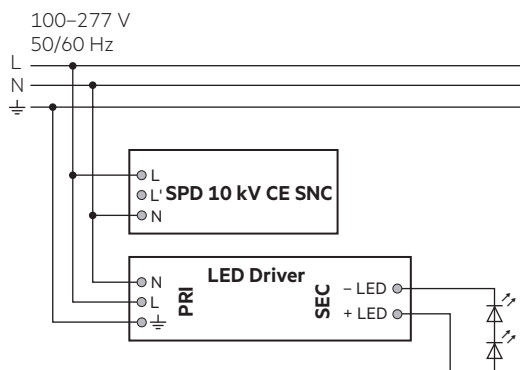 100–277 V
50/60 Hz
L
N
L
L' SPD 10 kV CE SNC
N
LED Driver
N
L
PRI
SEC
– LED
+ LED